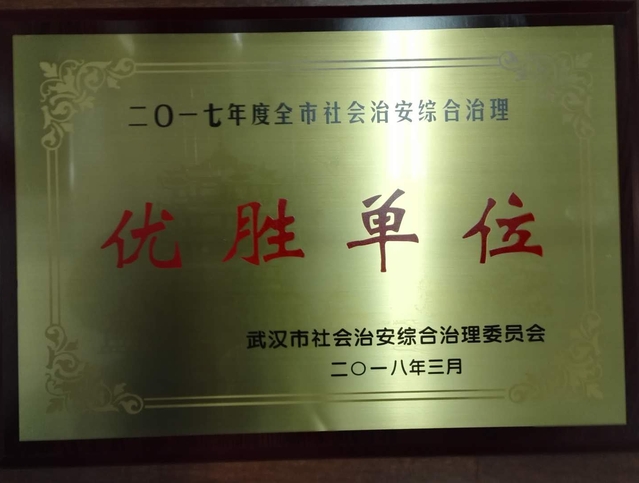 二〇一七年度全市社会治安综合治理
优胜单位
武汉市社会治安综合治理委员会
二〇一八年三月